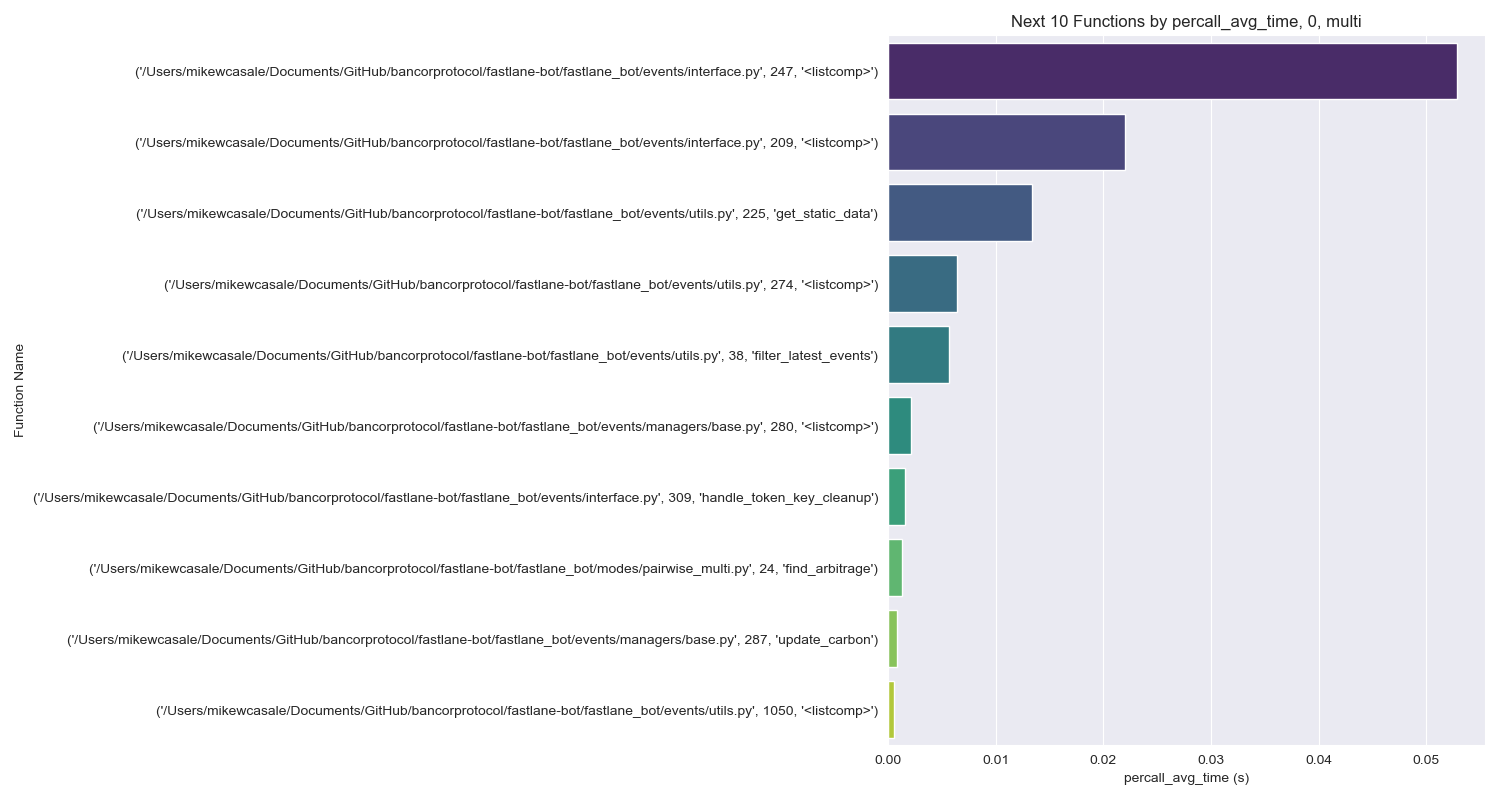 Next 10 Functions by percall_avg_time, 0, multi
('/Users/mikewcasale/Documents/GitHub/bancorprotocol/fastlane-bot/fastlane_bot/events/interface.py', 247, '<listcomp>')
('/Users/mikewcasale/Documents/GitHub/bancorprotocol/fastlane-bot/fastlane_bot/events/interface.py', 209, '<listcomp>')
('/Users/mikewcasale/Documents/GitHub/bancorprotocol/fastlane-bot/fastlane_bot/events/utils.py', 225, 'get_static_data')
('/Users/mikewcasale/Documents/GitHub/bancorprotocol/fastlane-bot/fastlane_bot/events/utils.py', 274, '<listcomp>')
('/Users/mikewcasale/Documents/GitHub/bancorprotocol/fastlane-bot/fastlane_bot/events/utils.py', 38, 'filter_latest_events')
('/Users/mikewcasale/Documents/GitHub/bancorprotocol/fastlane-bot/fastlane_bot/events/managers/base.py', 280, '<listcomp>')
('/Users/mikewcasale/Documents/GitHub/bancorprotocol/fastlane-bot/fastlane_bot/events/interface.py', 309, 'handle_token_key_cleanup')
('/Users/mikewcasale/Documents/GitHub/bancorprotocol/fastlane-bot/fastlane_bot/modes/pairwise_multi.py', 24, 'find_arbitrage')
('/Users/mikewcasale/Documents/GitHub/bancorprotocol/fastlane-bot/fastlane_bot/events/managers/base.py', 287, 'update_carbon')
('/Users/mikewcasale/Documents/GitHub/bancorprotocol/fastlane-bot/fastlane_bot/events/utils.py', 1050, '<listcomp>')
Function Name
0.00 0.01 0.02 0.03 0.04 0.05
percall_avg_time (s)